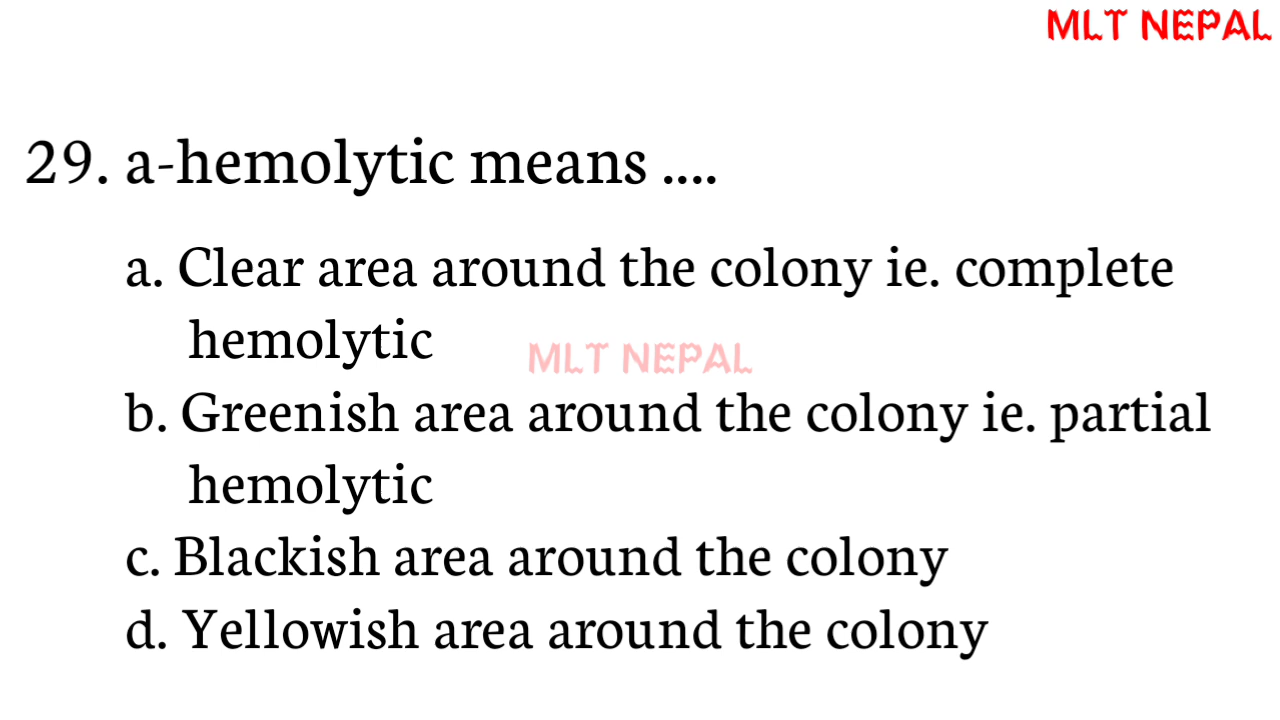 MLT NEPAL
29. a-hemolytic means ....
a. Clear area around the colony ie. complete
hemolytic
MLT NEPAL
b. Greenish area around the colony ie. partial
hemolytic
c. Blackish area around the colony
d. Yellowish area around the colony